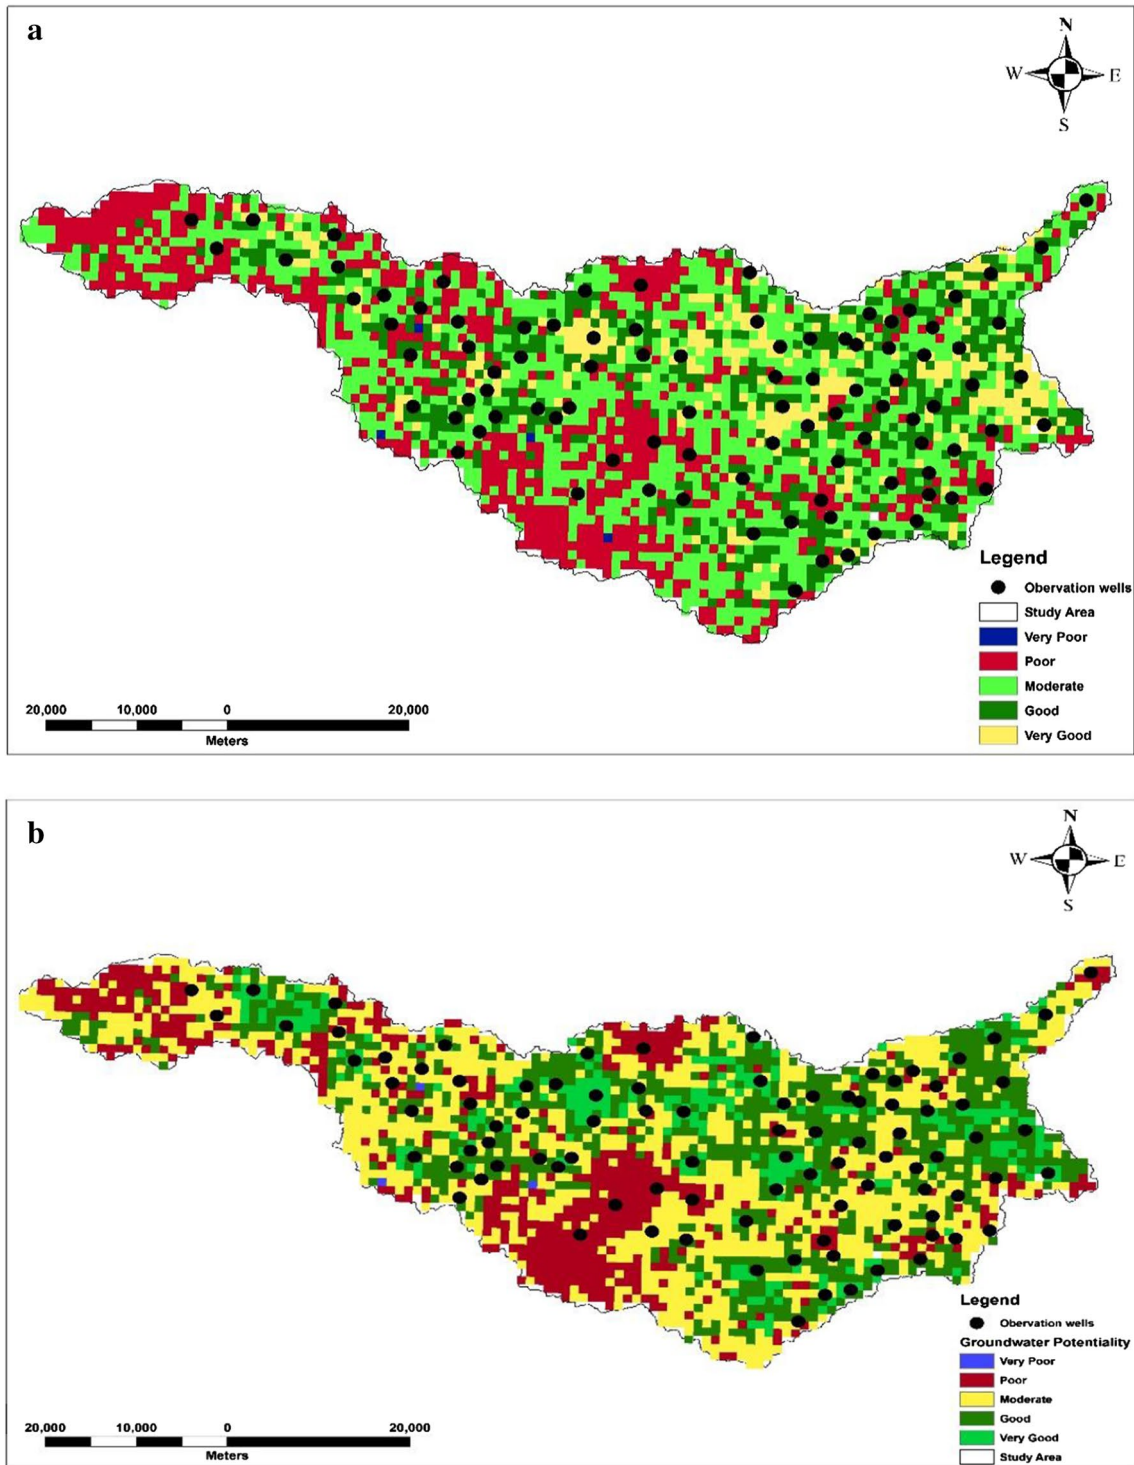 a
N
W E
S
Legend
Obervation wells
Study Area
Very Poor
Poor
Moderate
Good
Very Good
20,000 10,000 0 20,000
Meters
b
N
W E
S
Legend
Obervation wells
Groundwater Potentiality
Very Poor
Poor
Moderate
Good
Very Good
Study Area
20,000 10,000 0 20,000
Meters